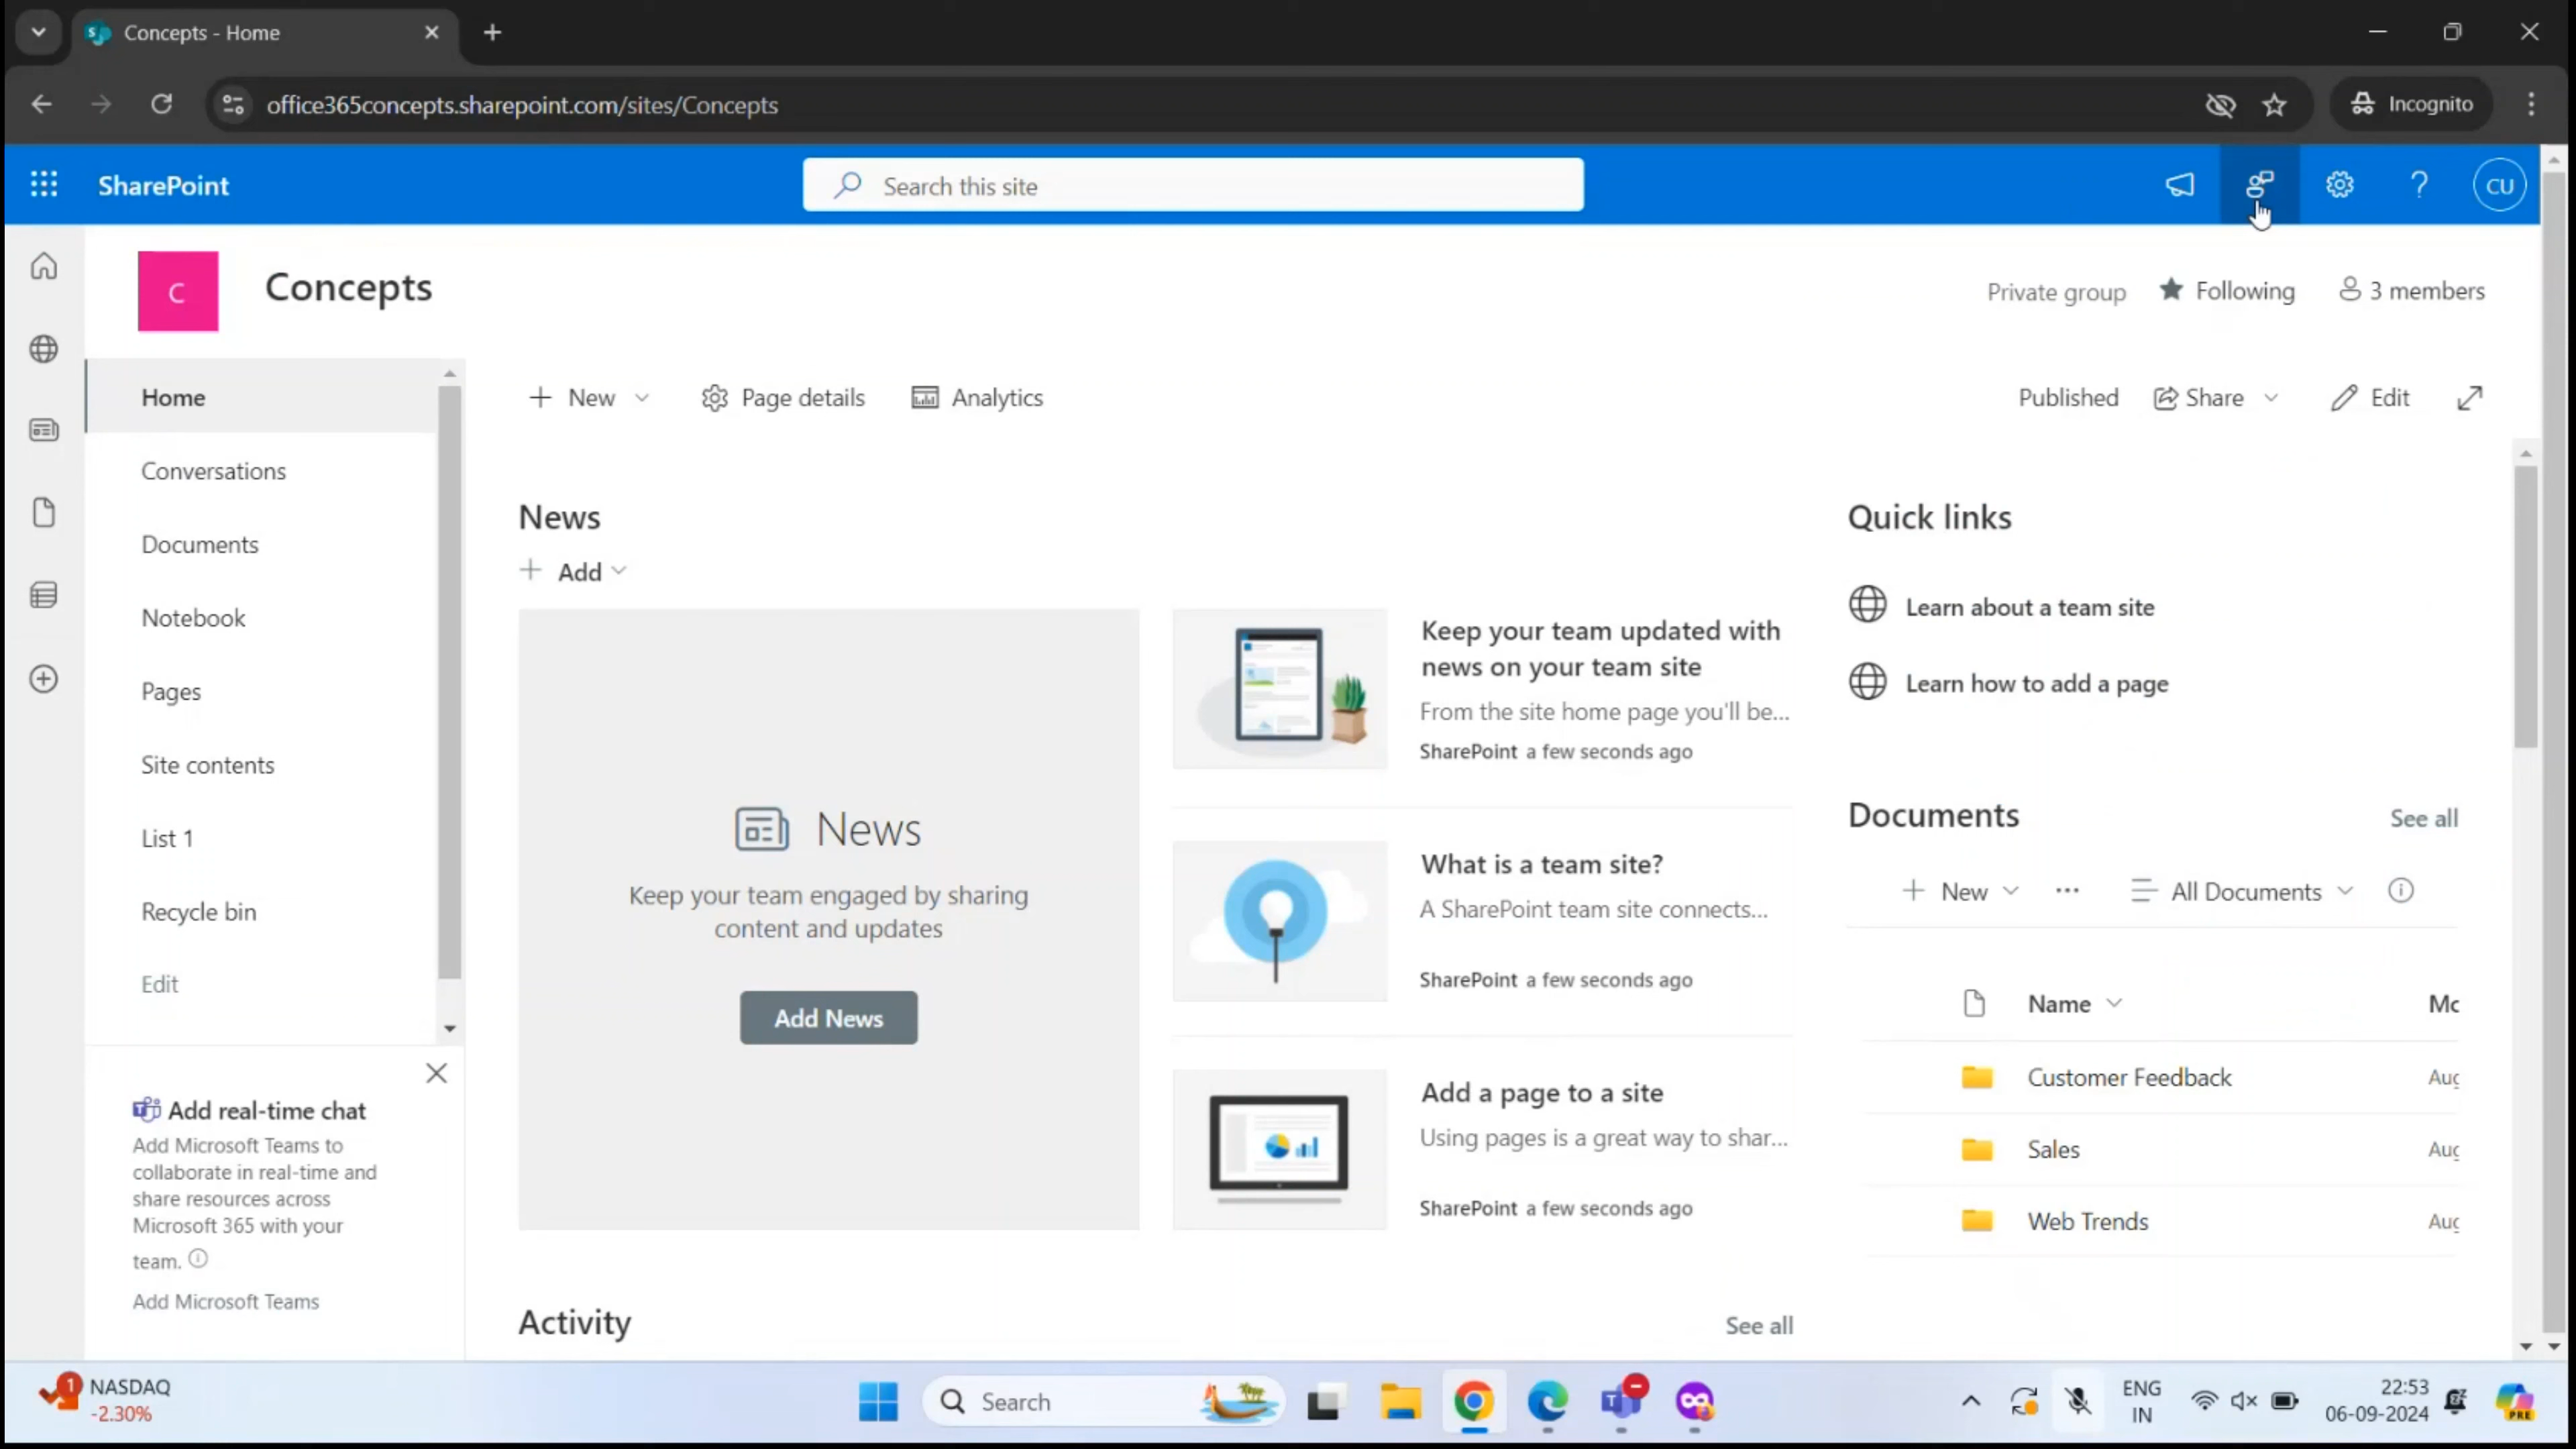 Concepts - Home
office365concepts.sharepoint.com/sites/Concepts
Incognito
SharePoint
Search this site
CU
C
Concepts
Private group
Following
3 members
Home
Conversations
Documents
Notebook
Pages
Site contents
List 1
Recycle bin
Edit
Add real-time chat
Add Microsoft Teams to
collaborate in real-time and
share resources across
Microsoft 365 with your
team.
Add Microsoft Teams
New
Page details
Analytics
Published
Share
Edit
News
Add
News
Keep your team engaged by sharing
content and updates
Add News
Keep your team updated with
news on your team site
From the site home page you'll be...
SharePoint a few seconds ago
What is a team site?
A SharePoint team site connects...
SharePoint a few seconds ago
Add a page to a site
Using pages is a great way to shar...
SharePoint a few seconds ago
Activity
See all
Quick links
Learn about a team site
Learn how to add a page
Documents
See all
New
All Documents
Name
Customer Feedback
Aug
Sales
Aug
Web Trends
Aug
1
NASDAQ
-2.30%
Search
ENG
IN
22:53
06-09-2024
PRE